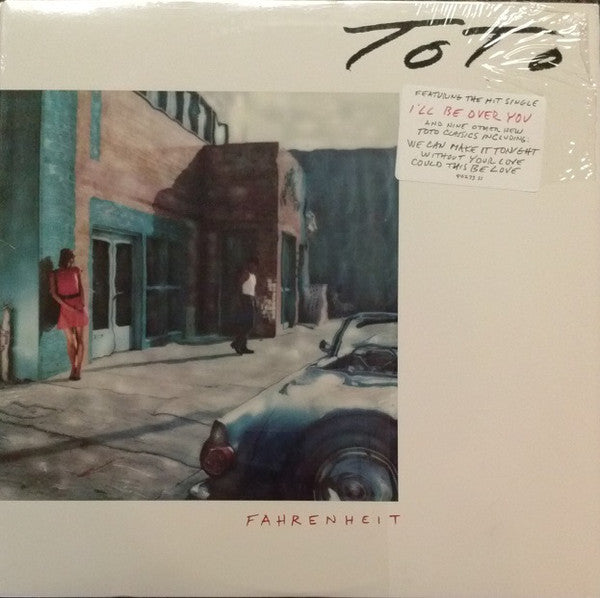 TOTO
FEATURING THE HIT SINGLE
I'LL BE OVER YOU
AND NINE OTHER NEW
TOTO CLASSICS INCLUDING:
WE CAN MAKE IT TONIGHT
WITHOUT YOUR LOVE
COULD THIS BE LOVE
FAHRENHEIT